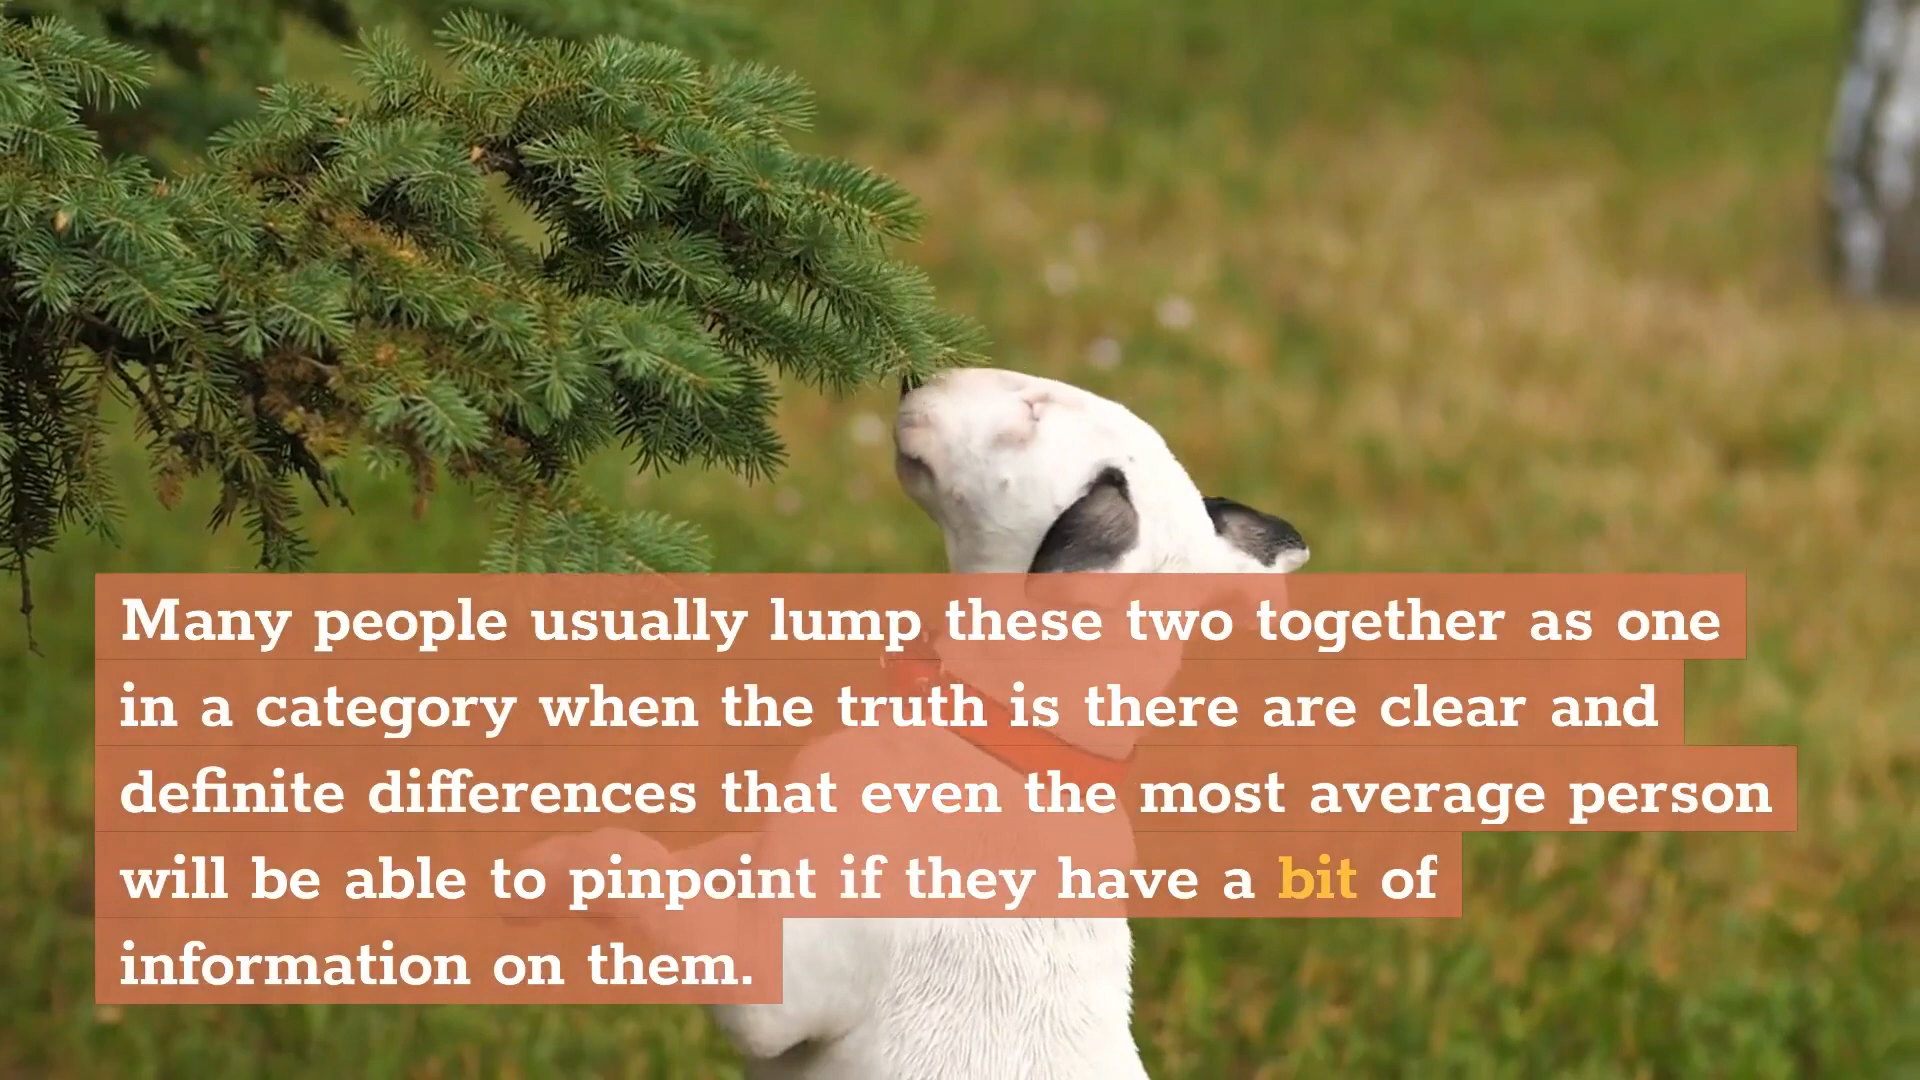 Many people usually lump these two together as one
in a category when the truth is there are clear and
definite differences that even the most average person
will be able to pinpoint if they have a bit of
information on them.